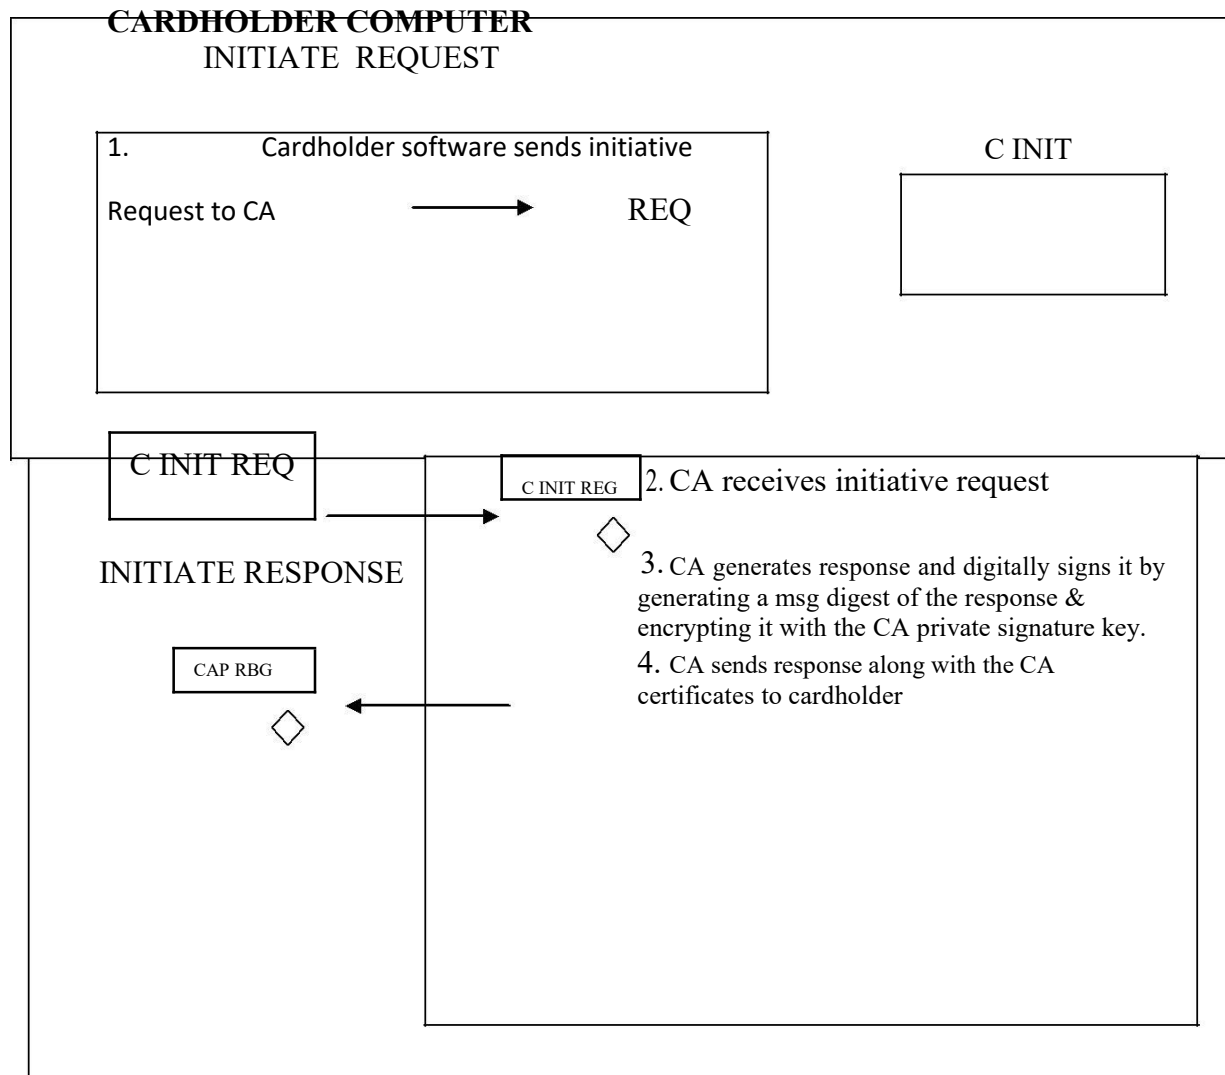 CARDHOLDER COMPUTER
INITIATE REQUEST
1. Cardholder software sends initiative
Request to CA REQ
C INIT
C INIT REQ
C INIT REG
2. CA receives initiative request
INITIATE RESPONSE
3. CA generates response and digitally signs it by
generating a msg digest of the response &
encrypting it with the CA private signature key.
4. CA sends response along with the CA
certificates to cardholder
CAP RBG